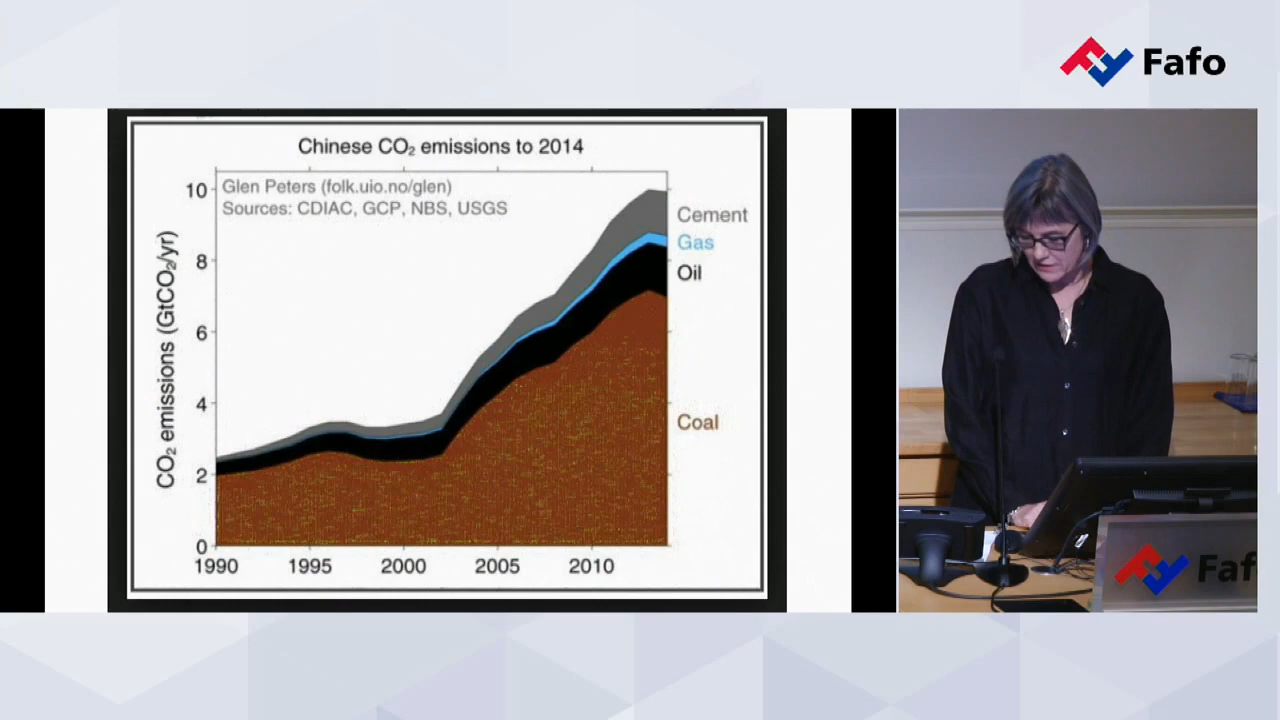 Fafo
Chinese CO₂ emissions to 2014
Glen Peters (folk.uio.no/glen)
Sources: CDIAC, GCP, NBS, USGS
CO₂ emissions (GtCO₂/yr)
10
8
6
4
2
0
1990 1995 2000 2005 2010
Cement
Gas
Oil
Coal
Faf